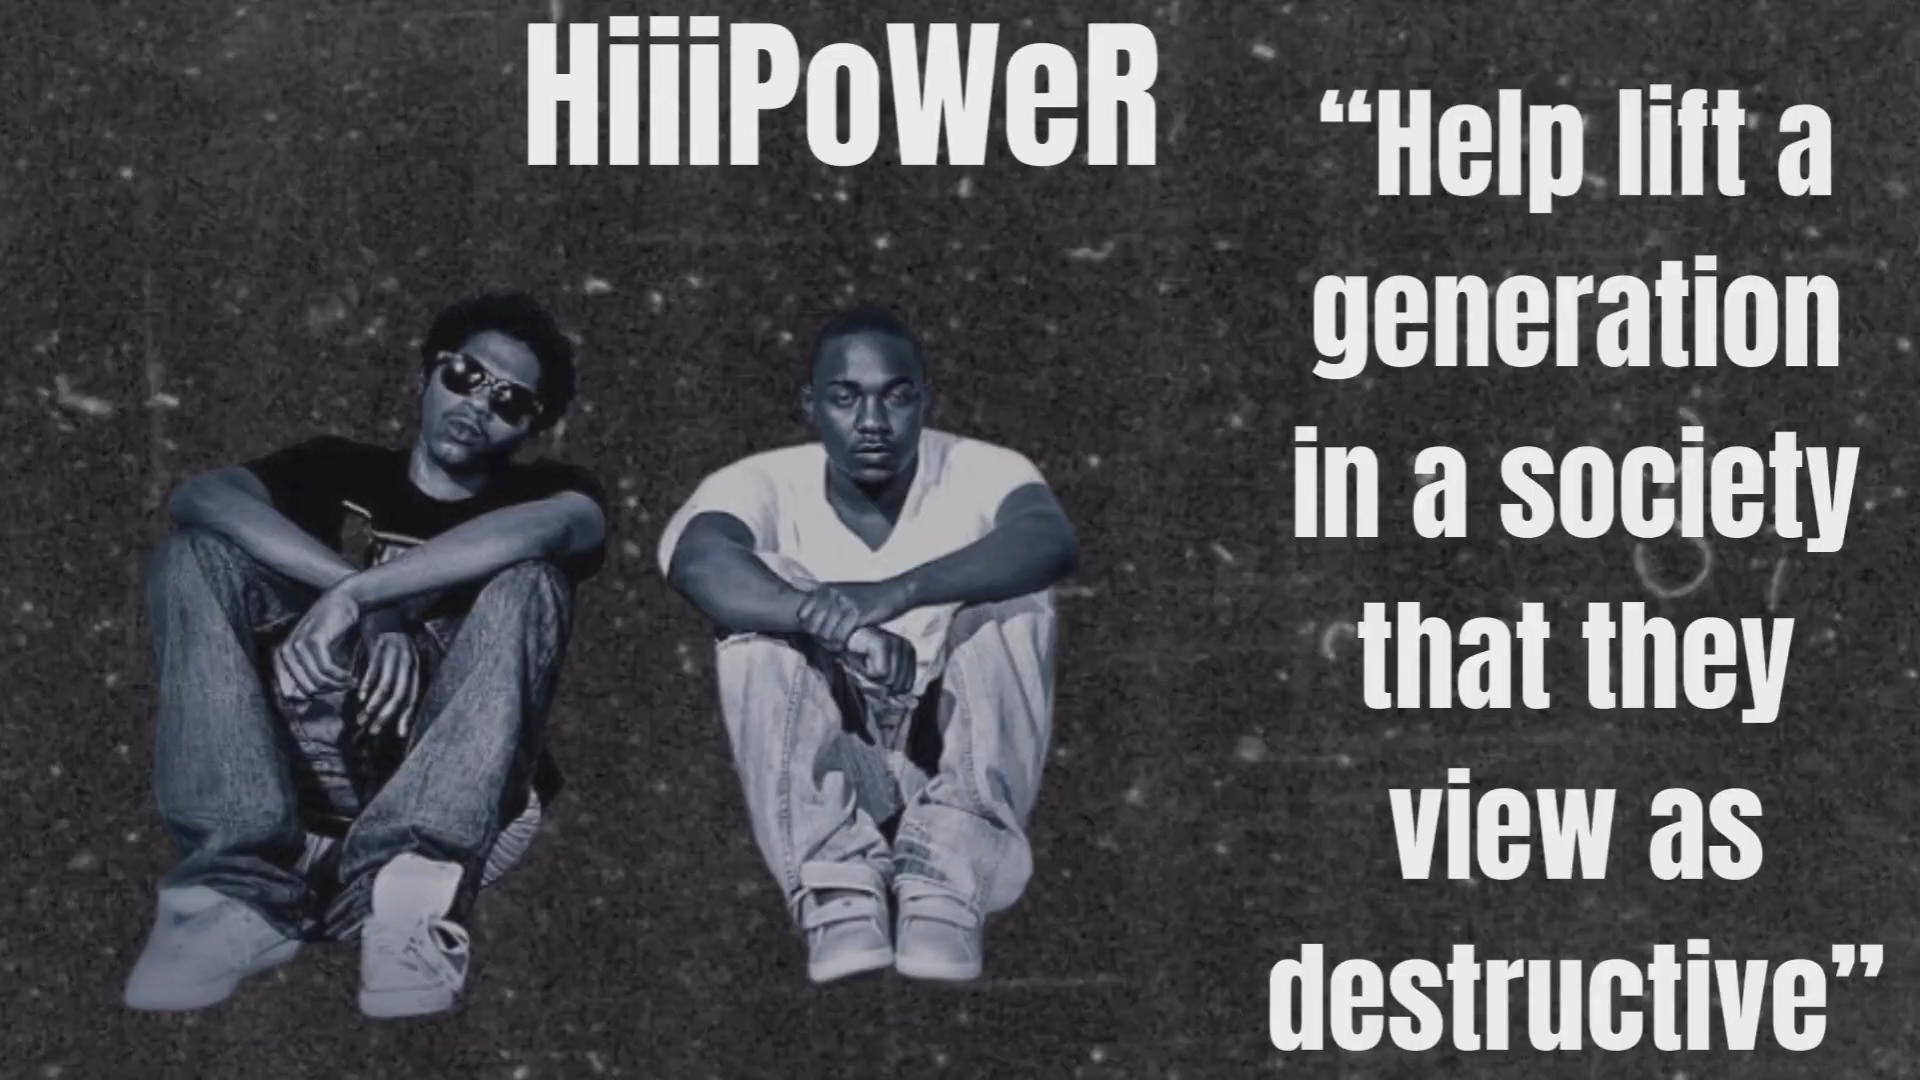 HiiiPoWeR
“Help lift a
generation
in a society
that they
view as
destructive”